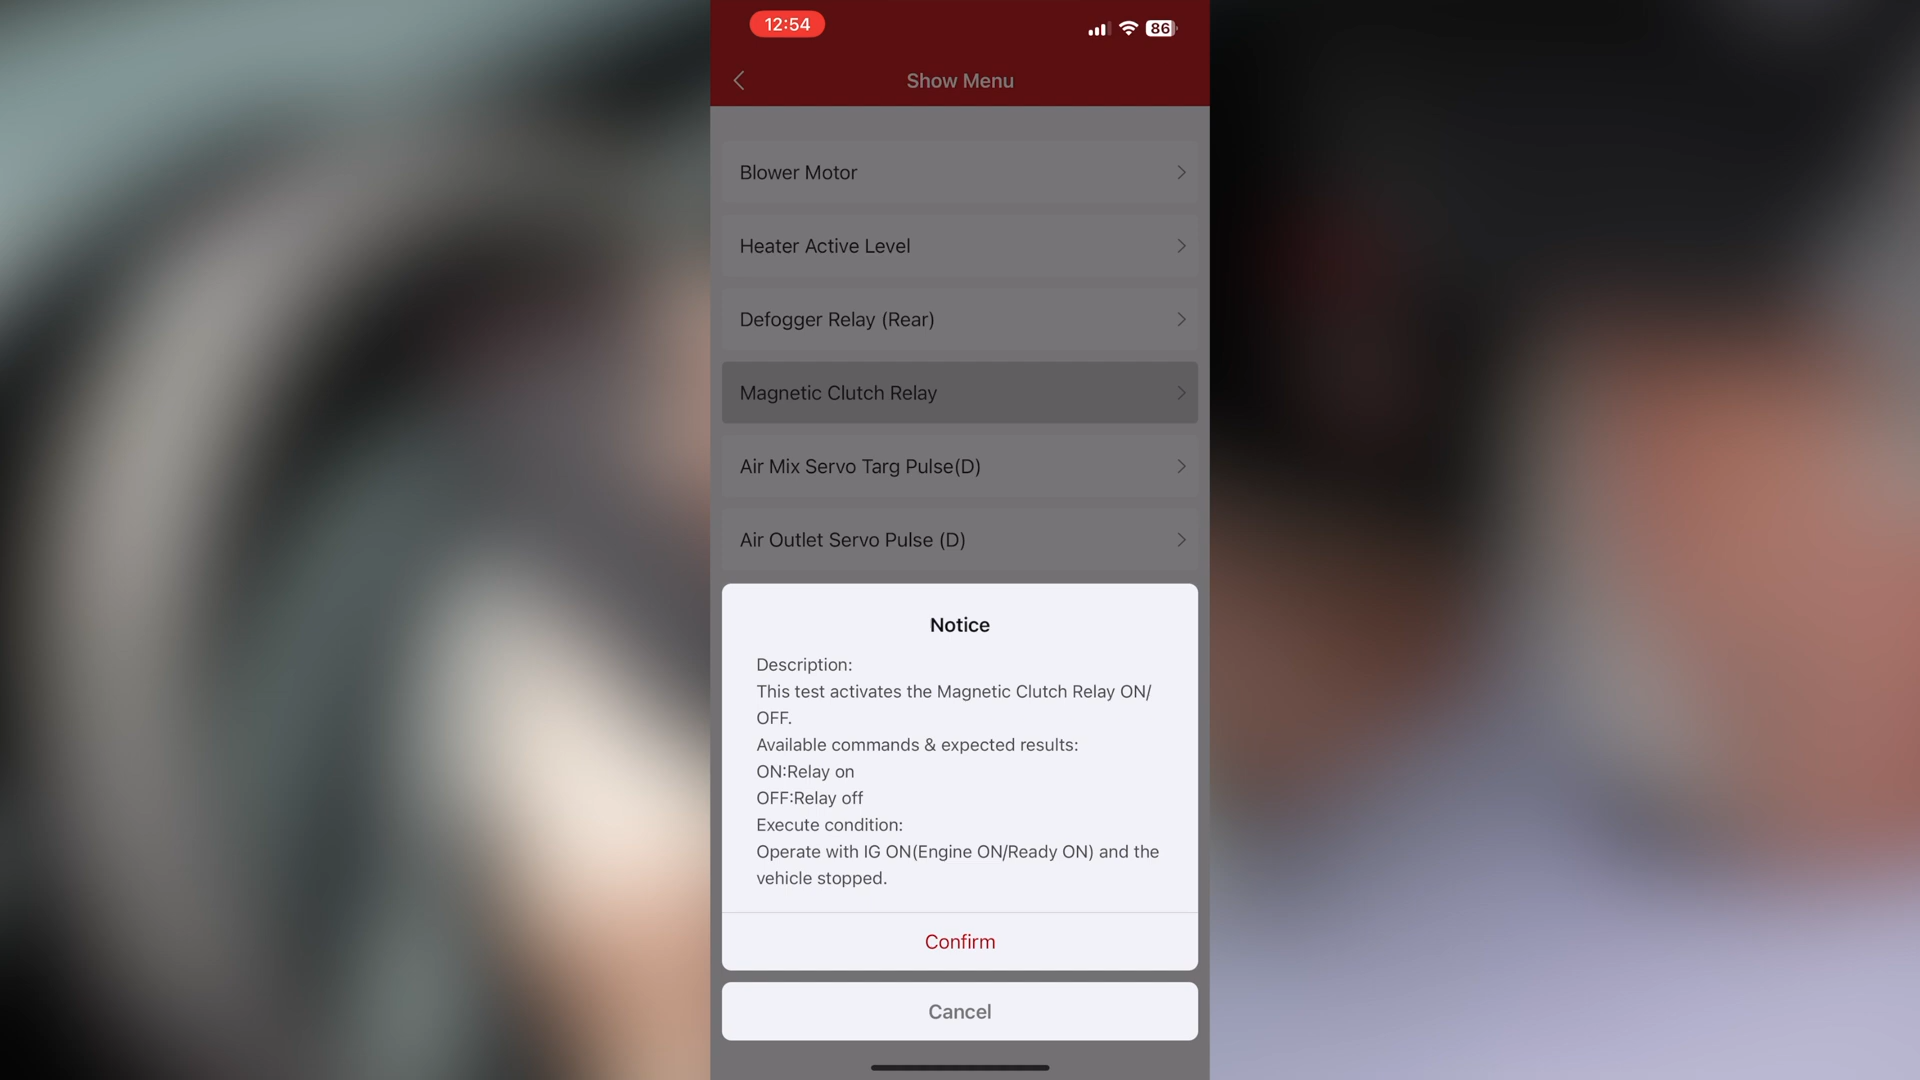 12:54
86
Show Menu
Blower Motor
Heater Active Level
Defogger Relay (Rear)
Magnetic Clutch Relay
Air Mix Servo Targ Pulse(D)
Air Outlet Servo Pulse (D)
Notice
Description:
This test activates the Magnetic Clutch Relay ON/
OFF.
Available commands & expected results:
ON:Relay on
OFF:Relay off
Execute condition:
Operate with IG ON(Engine ON/Ready ON) and the
vehicle stopped.
Confirm
Cancel